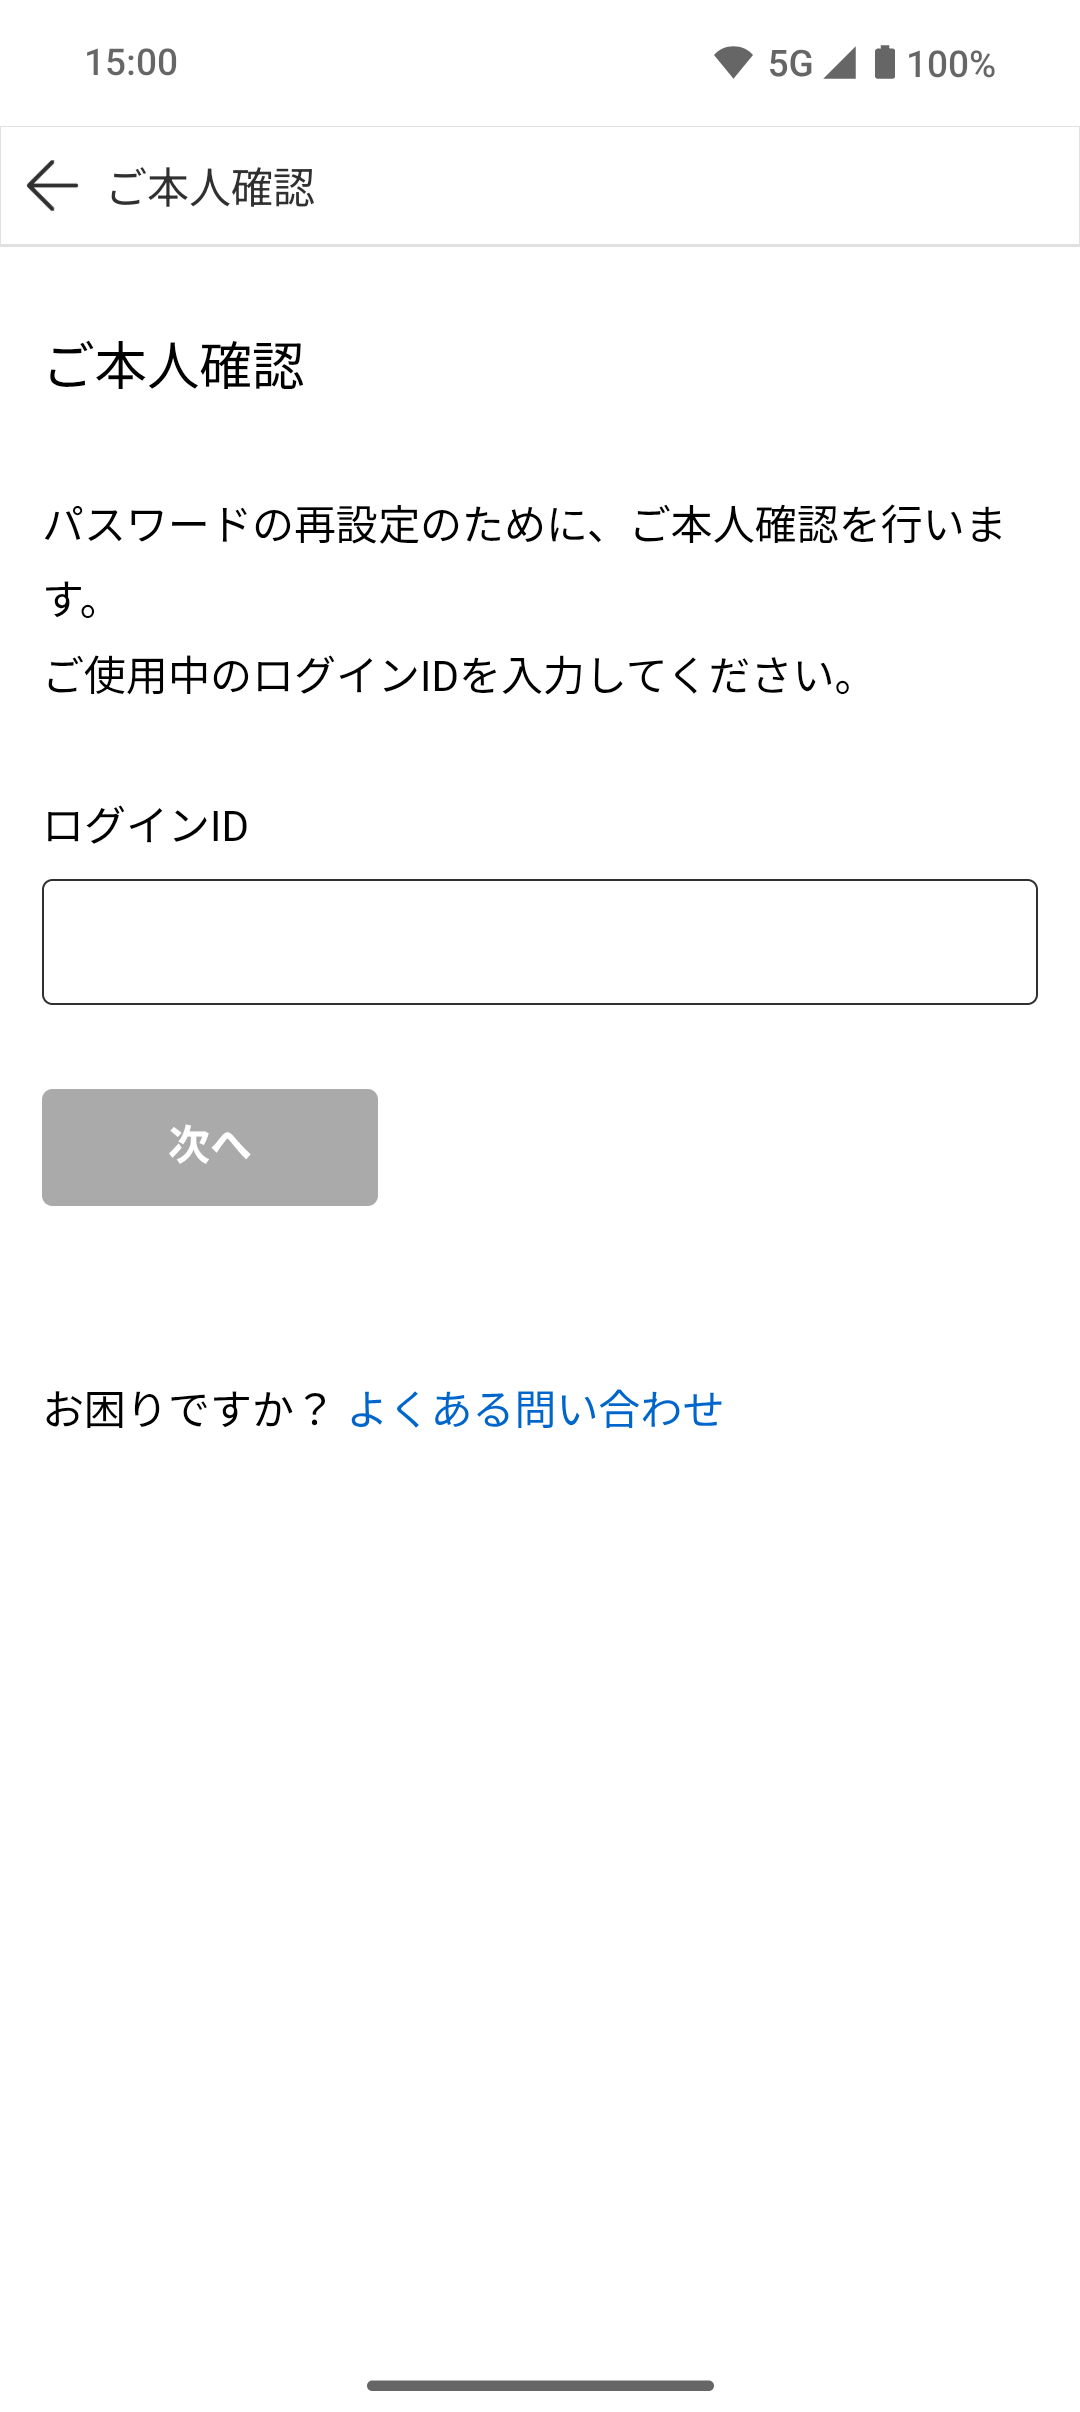 15:00 5G 100%
ご本人確認
ご本人確認
パスワードの再設定のために、ご本人確認を行いま
す。
ご使用中のログインIDを入力してください。
ログインID
次へ
お困りですか？ よくある問い合わせ